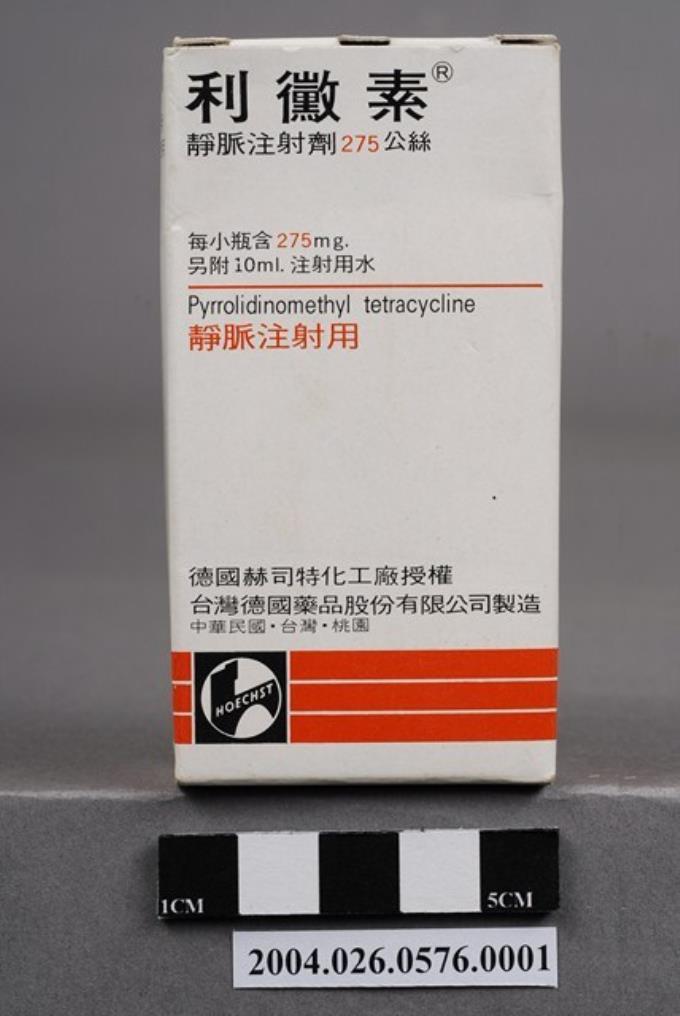 利黴素®
靜脈注射劑275公絲
每小瓶含275mg.
另附10ml.注射用水
Pyrrolidinomethyl tetracycline
靜脈注射用
德國赫司特化工廠授權
台灣德國藥品股份有限公司製造
中華民國・台灣・桃園
HOECHST
1CM 5CM
2004.026.0576.0001